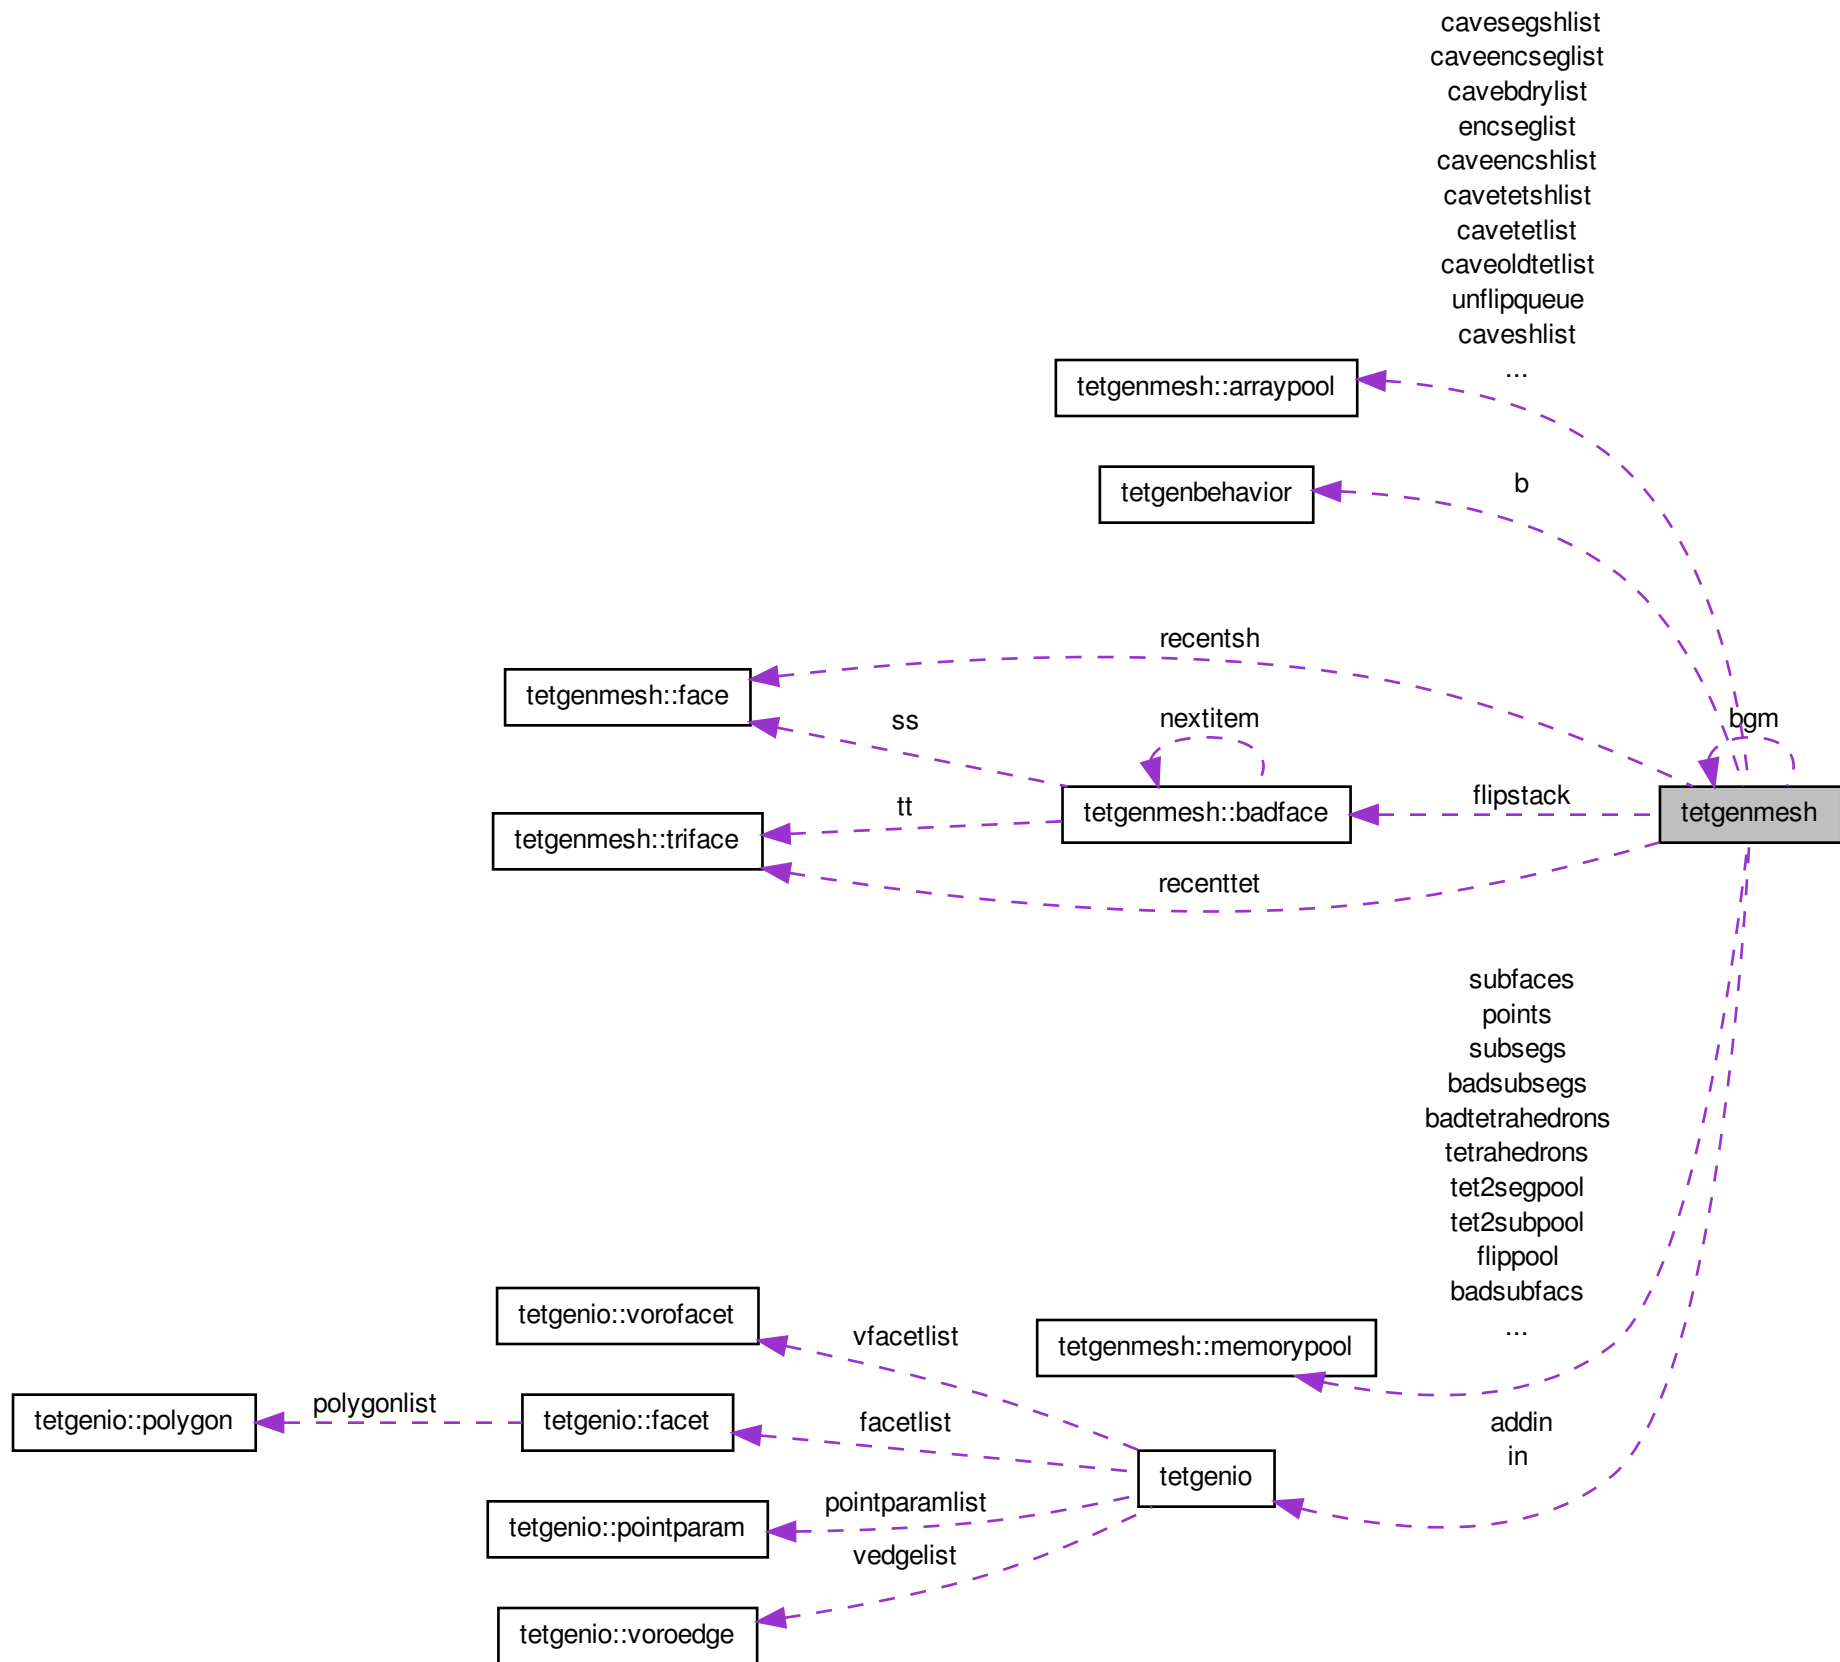 cavesegshlist
caveencseglist
cavebdrylist
encseglist
caveencshlist
cavetetshlist
cavetetlist
caveoldtetlist
unflipqueue
caveshlist
...
tetgenmesh::arraypool
b
tetgenbehavior
recentsh
tetgenmesh::face
ss
nextitem
bgm
tt
flipstack
tetgenmesh::badface
tetgenmesh
tetgenmesh::triface
recenttet
subfaces
points
subsegs
badsubsegs
badtetrahedrons
tetrahedrons
tet2segpool
tet2subpool
flippool
badsubfacs
...
tetgenio::vorofacet
vfacetlist
tetgenmesh::memorypool
polygonlist
tetgenio::polygon
tetgenio::facet
facetlist
addin
in
tetgenio
pointparamlist
tetgenio::pointparam
vedgelist
tetgenio::voroedge